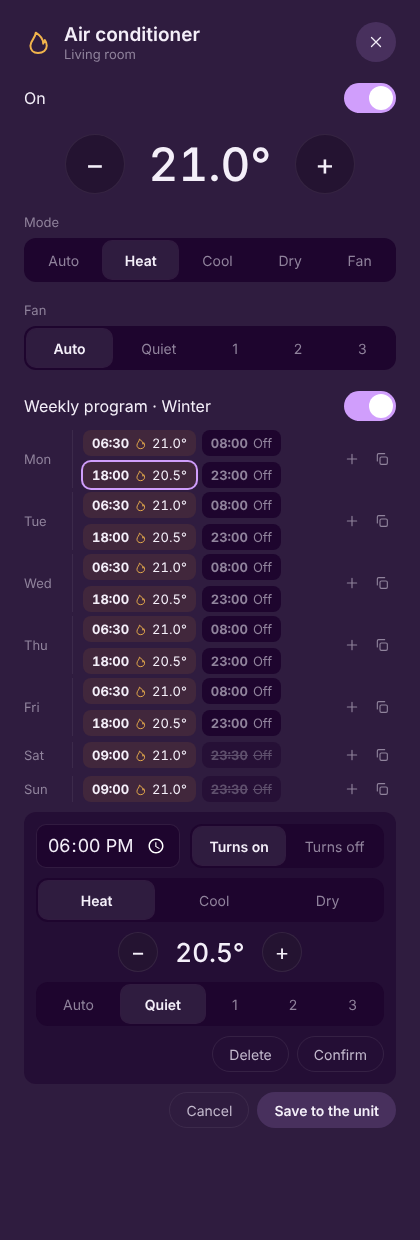 Air conditioner
Living room
On
− 21.0° +
Mode
Auto Heat Cool Dry Fan
Fan
Auto Quiet 1 2 3
Weekly program · Winter
Mon
06:30 21.0° 08:00 Off
18:00 20.5° 23:00 Off
Tue
06:30 21.0° 08:00 Off
18:00 20.5° 23:00 Off
Wed
06:30 21.0° 08:00 Off
18:00 20.5° 23:00 Off
Thu
06:30 21.0° 08:00 Off
18:00 20.5° 23:00 Off
Fri
06:30 21.0° 08:00 Off
18:00 20.5° 23:00 Off
Sat 09:00 21.0° 23:30 Off
Sun 09:00 21.0° 23:30 Off
06:00 PM Turns on Turns off
Heat Cool Dry
− 20.5° +
Auto Quiet 1 2 3
Delete Confirm
Cancel Save to the unit